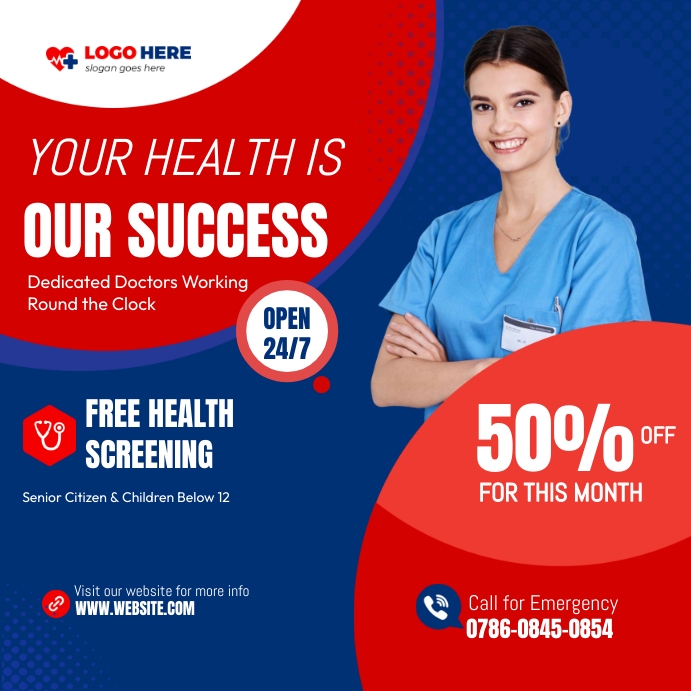 LOGO HERE
slogan goes here
YOUR HEALTH IS
OUR SUCCESS
Dedicated Doctors Working
Round the Clock
OPEN
24/7
FREE HEALTH
SCREENING
Senior Citizen & Children Below 12
50% OFF
FOR THIS MONTH
Visit our website for more info
WWW.WEBSITE.COM
Call for Emergency
0786-0845-0854